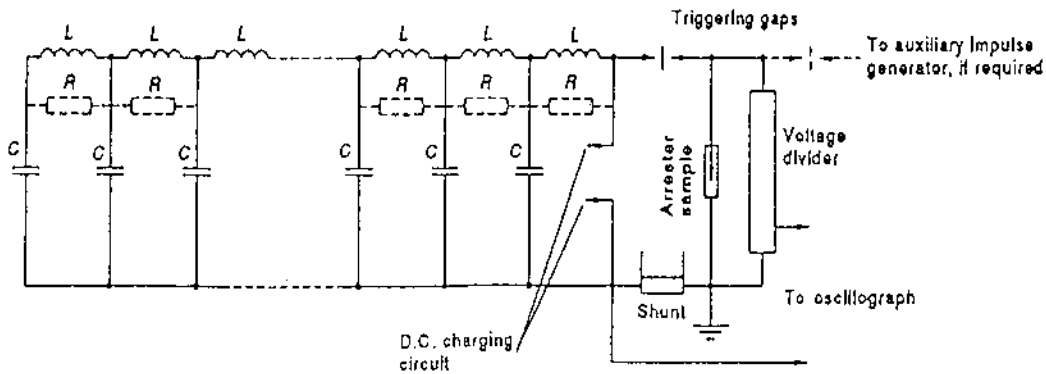 Triggering gaps
L L L L L L
To auxiliary Impulse
generator, if required
R R R R R
Voltage
divider
C C C C C C
Arrester
sample
To oscillograph
Shunt
D.C. charging
circuit